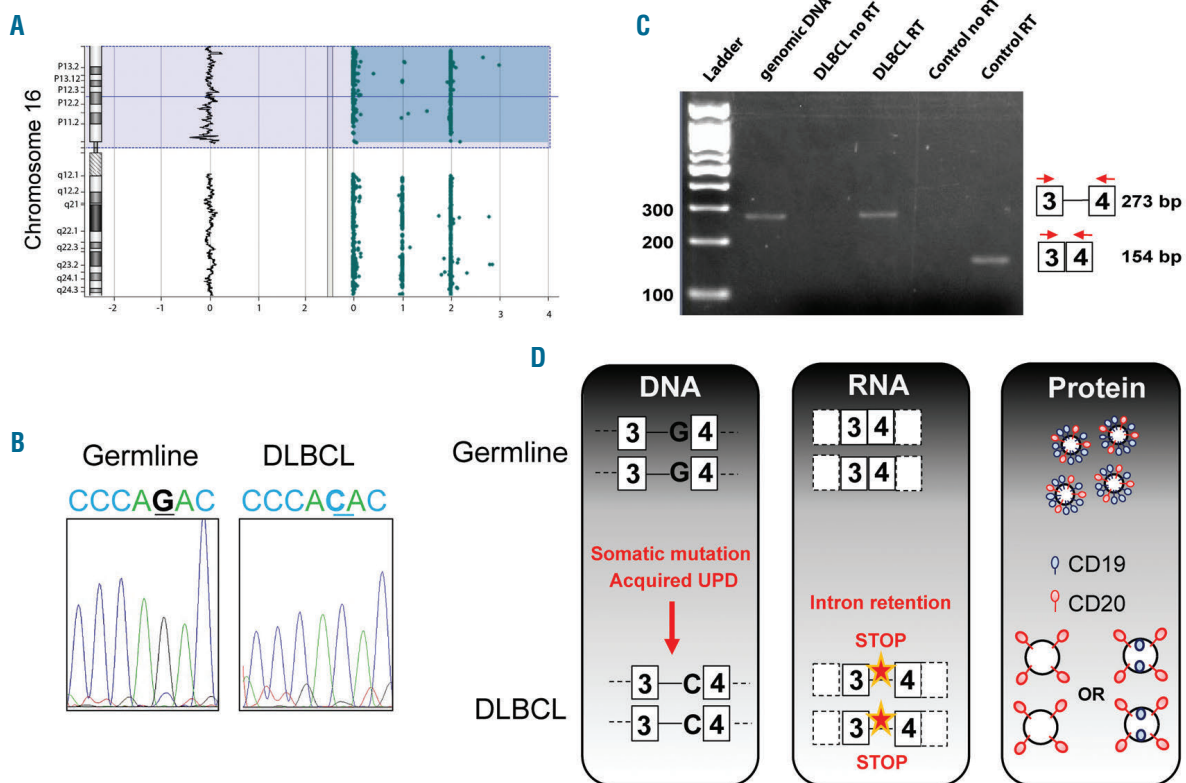 A
Chromosome 16
P13.2
P13.12
P12.3
P12.2
P11.2
q12.1
q12.2
q21
q22.1
q22.3
q23.2
q24.1
q24.3
-2 -1 0 1 2 0 1 2 3 4
C
Ladder
genomic DNA
DLBCL no RT
DLBCL RT
Control no RT
Control RT
300
200
100
3 4 273 bp
3 4 154 bp
B
Germline DLBCL
CCCAGAC CCCACAC
D
DNA RNA Protein
Germline
3 G 4 3 4
3 G 4 3 4
Somatic mutation
Acquired UPD
Intron retention
CD19
CD20
DLBCL
STOP
3 C 4 3 4
3 C 4 3 4
STOP
OR